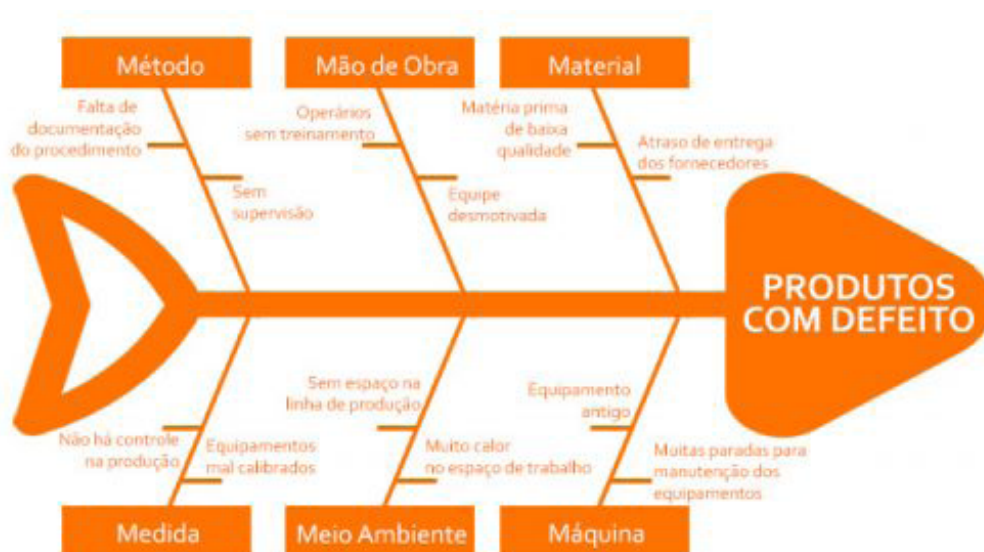 Método
Mão de Obra
Material
Falta de
documentação
do procedimento
Sem
supervisão
Operários
sem treinamento
Equipe
desmotivada
Matéria prima
de baixa
qualidade
Atraso de entrega
dos fornecedores
PRODUTOS
COM DEFEITO
Não há controle
na produção
Equipamentos
mal calibrados
Sem espaço na
linha de produção
Muito calor
no espaço de trabalho
Equipamento
antigo
Muitas paradas para
manutenção dos
equipamentos
Medida
Meio Ambiente
Máquina